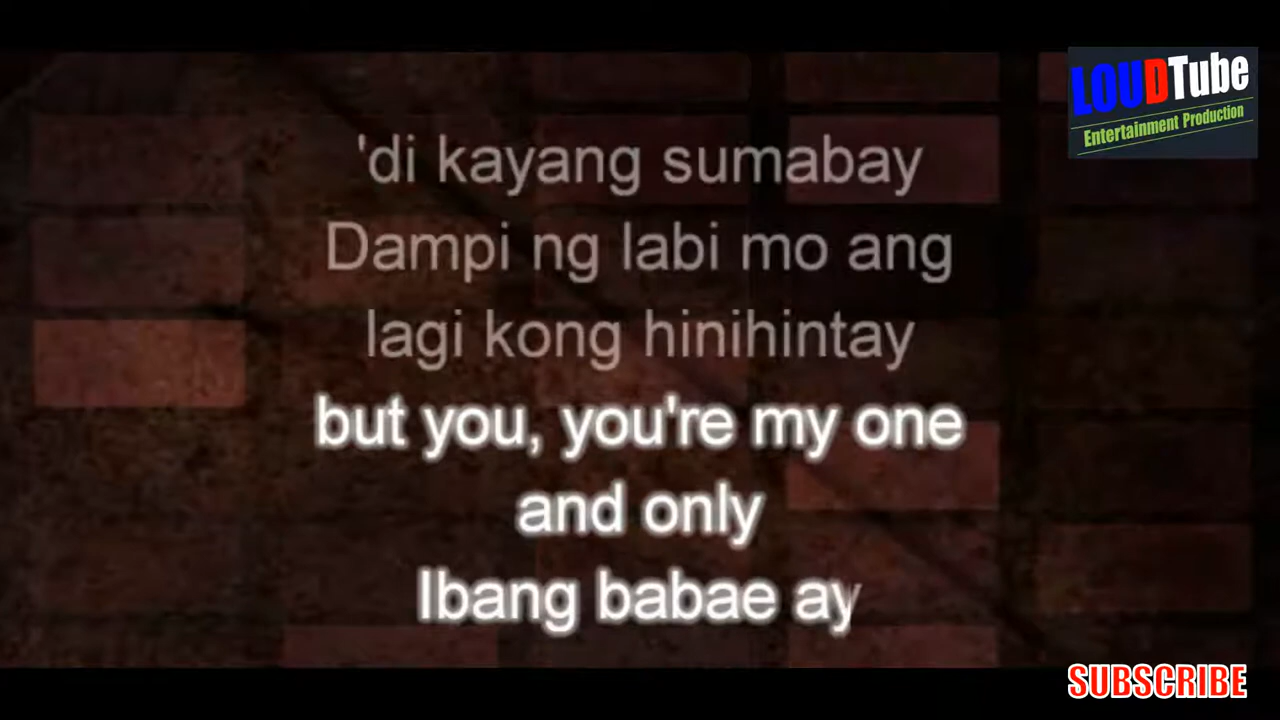 LOUDTube
Entertainment Production
'di kayang sumabay
Dampi ng labi mo ang
lagi kong hinihintay
but you, you're my one
and only
Ibang babae ay
SUBSCRIBE